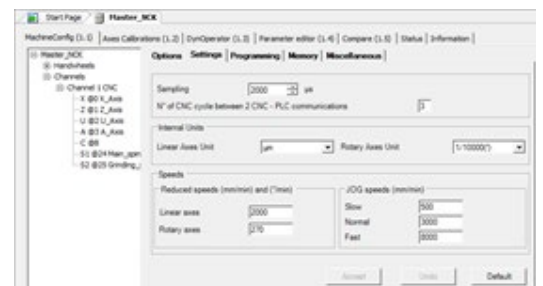 Start Page
Master_NCK
MachineConfig (1.1) Axes Calibrations (1.2) DynOperator (1.3) Parameter editor (1.4) Compare (1.5) Status Information
Master_NCK
Handwheels
Channels
Channel 1 CNC
X @0 X_Axis
Z @1 Z_Axis
U @2 U_Axis
A @3 A_Axis
C @8
S1 @24 Main_spin
S2 @25 Grinding_
Options Settings Programming Memory Miscellaneous
Sampling 2000 µs
N° of CNC cycle between 2 CNC - PLC communications
Internal Units
Linear Axes Unit µm Rotary Axes Unit 1/10000(°)
Speeds
Reduced speeds (mm/min) and (°/min)
Linear axes 2000
Rotary axes 270
JOG speeds (mm/min)
Slow 500
Normal 3000
Fast 8000
Accept Undo Default